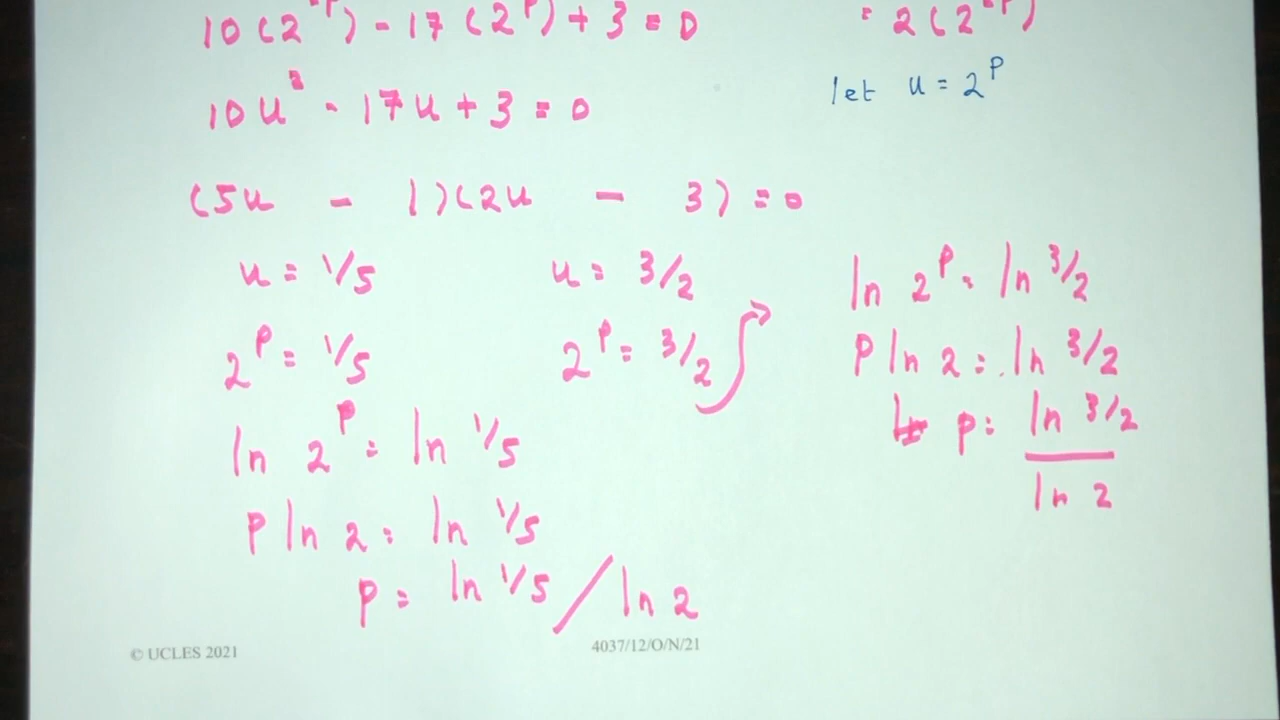 10(2^2p) - 17(2^p) + 3 = 0
= 2(2^2p)
let u = 2^p
10u² - 17u + 3 = 0
(5u - 1)(2u - 3) = 0
u = 1/5
u = 3/2
2^p = 1/5
2^p = 3/2
ln 2^p = ln 1/5
p ln 2 = ln 1/5
p = ln 1/5 / ln 2
ln 2^p = ln 3/2
p ln 2 = ln 3/2
p = ln 3/2
ln 2
© UCLES 2021
4037/12/O/N/21